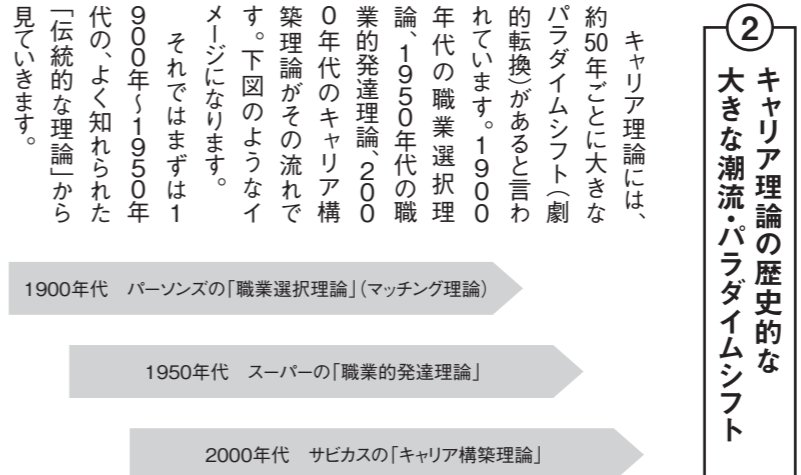 2
キャリア理論の歴史的な
大きな潮流・パラダイムシフト
キャリア理論には、
約50年ごとに大きな
パラダイムシフト(劇
的転換)があると言わ
れています。1900
年代の職業選択理
論、1950年代の職
業的発達理論、200
0年代のキャリア構
築理論がその流れで
す。下図のようなイ
メージになります。
それではまずは1
900年〜1950年
代の、よく知れられた
「伝統的な理論」から
見ていきます。
1900年代 パーソンズの「職業選択理論」(マッチング理論)
1950年代 スーパーの「職業的発達理論」
2000年代 サビカスの「キャリア構築理論」